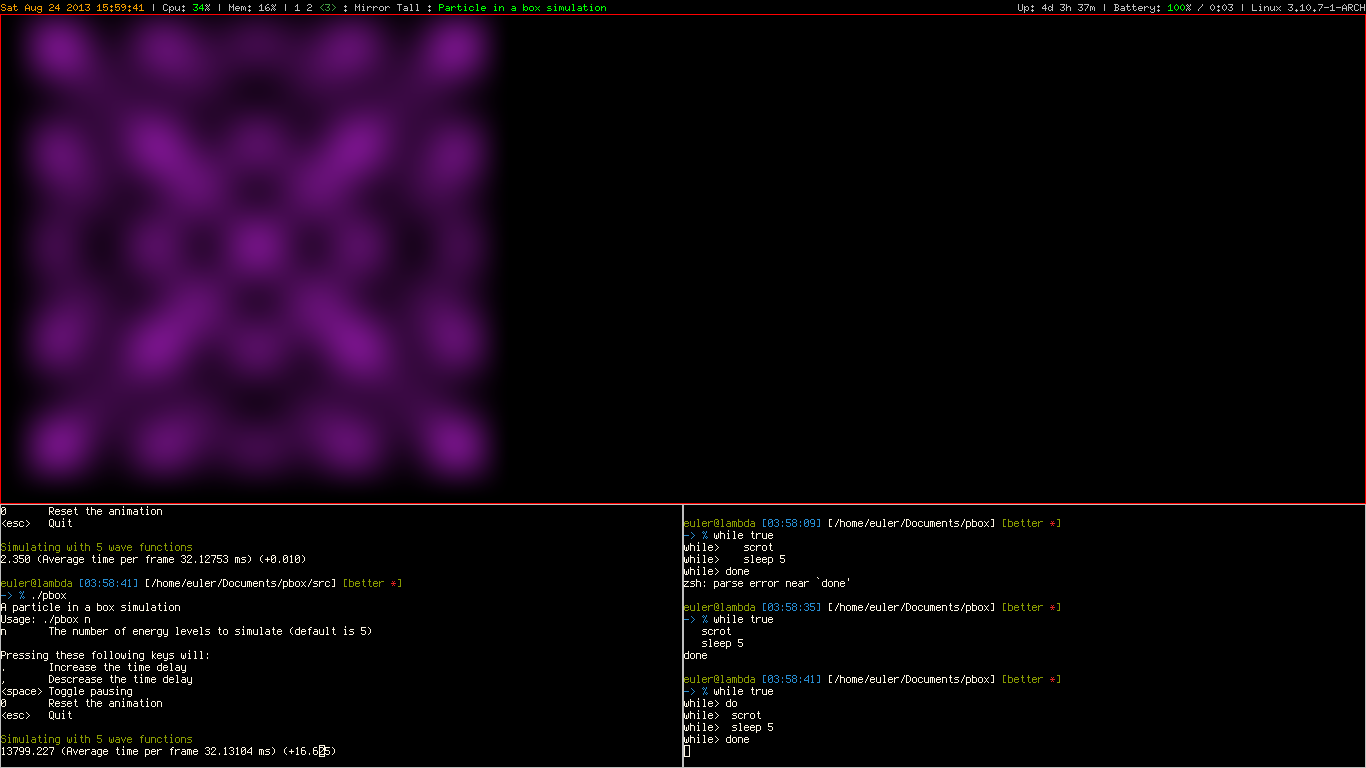 Sat Aug 24 2013 15:59:41 | Cpu: 34% | Mem: 16% | 1 2 <3> : Mirror Tall : Particle in a box simulation
Up: 4d 3h 37m | Battery: 100% / 0:03 | Linux 3.10.7-1-ARCH
0 Reset the animation
<esc> Quit
Simulating with 5 wave functions
2.350 (Average time per frame 32.12753 ms) (+0.010)
euler@lambda [03:58:41] [/home/euler/Documents/pbox/src] [better *]
-> % ./pbox
A particle in a box simulation
Usage: ./pbox n
n The number of energy levels to simulate (default is 5)
Pressing these following keys will:
. Increase the time delay
, Descrease the time delay
<space> Toggle pausing
0 Reset the animation
<esc> Quit
Simulating with 5 wave functions
13799.227 (Average time per frame 32.13104 ms) (+16.625)
euler@lambda [03:58:09] [/home/euler/Documents/pbox] [better *]
-> % while true
while> scrot
while> sleep 5
while> done
zsh: parse error near `done'
euler@lambda [03:58:35] [/home/euler/Documents/pbox] [better *]
-> % while true
scrot
sleep 5
done
euler@lambda [03:58:41] [/home/euler/Documents/pbox] [better *]
-> % while true
while> do
while> scrot
while> sleep 5
while> done